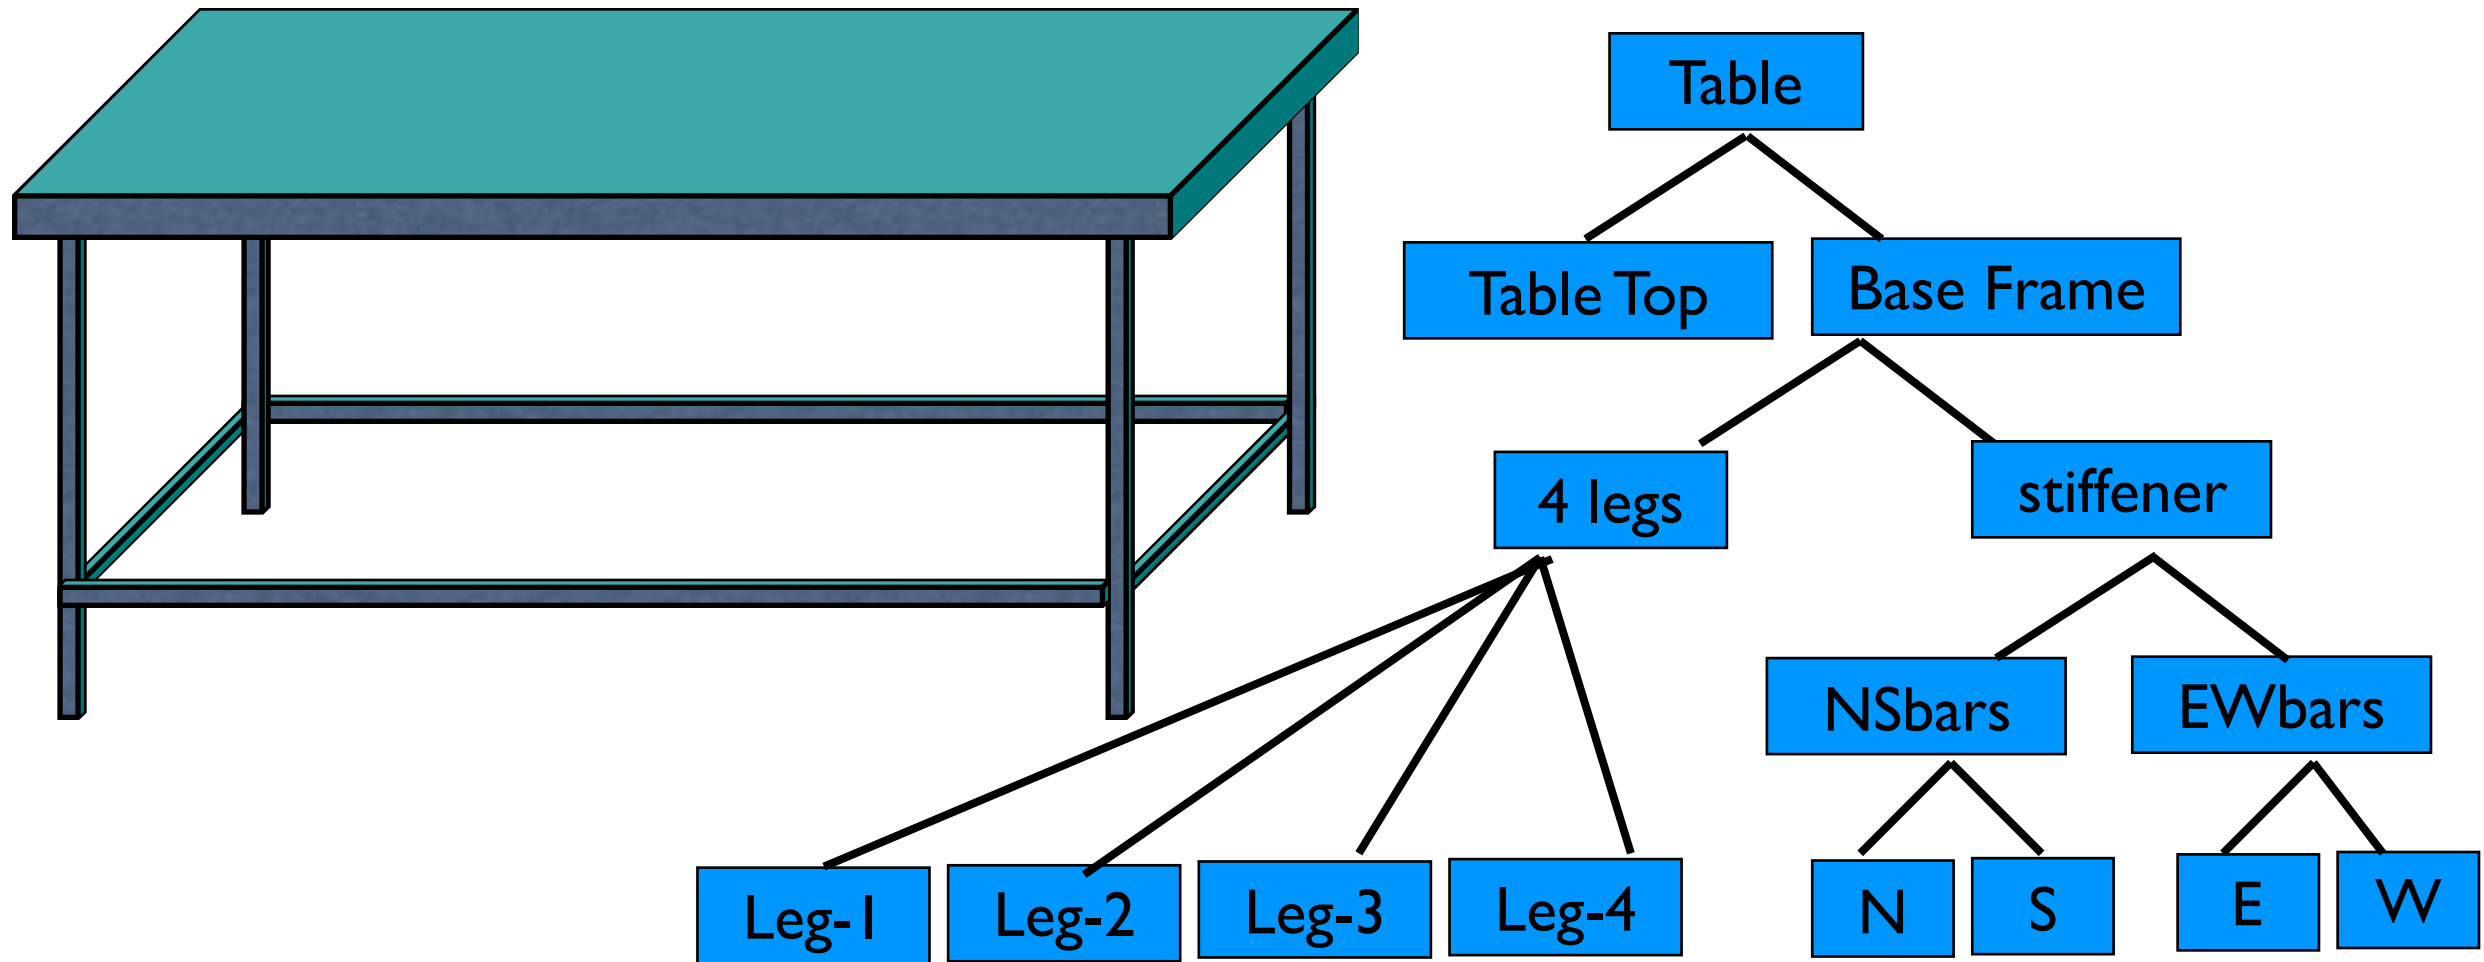 Table
Table Top
Base Frame
4 legs
stiffener
NSbars
EWbars
Leg-1
Leg-2
Leg-3
Leg-4
N
S
E
W